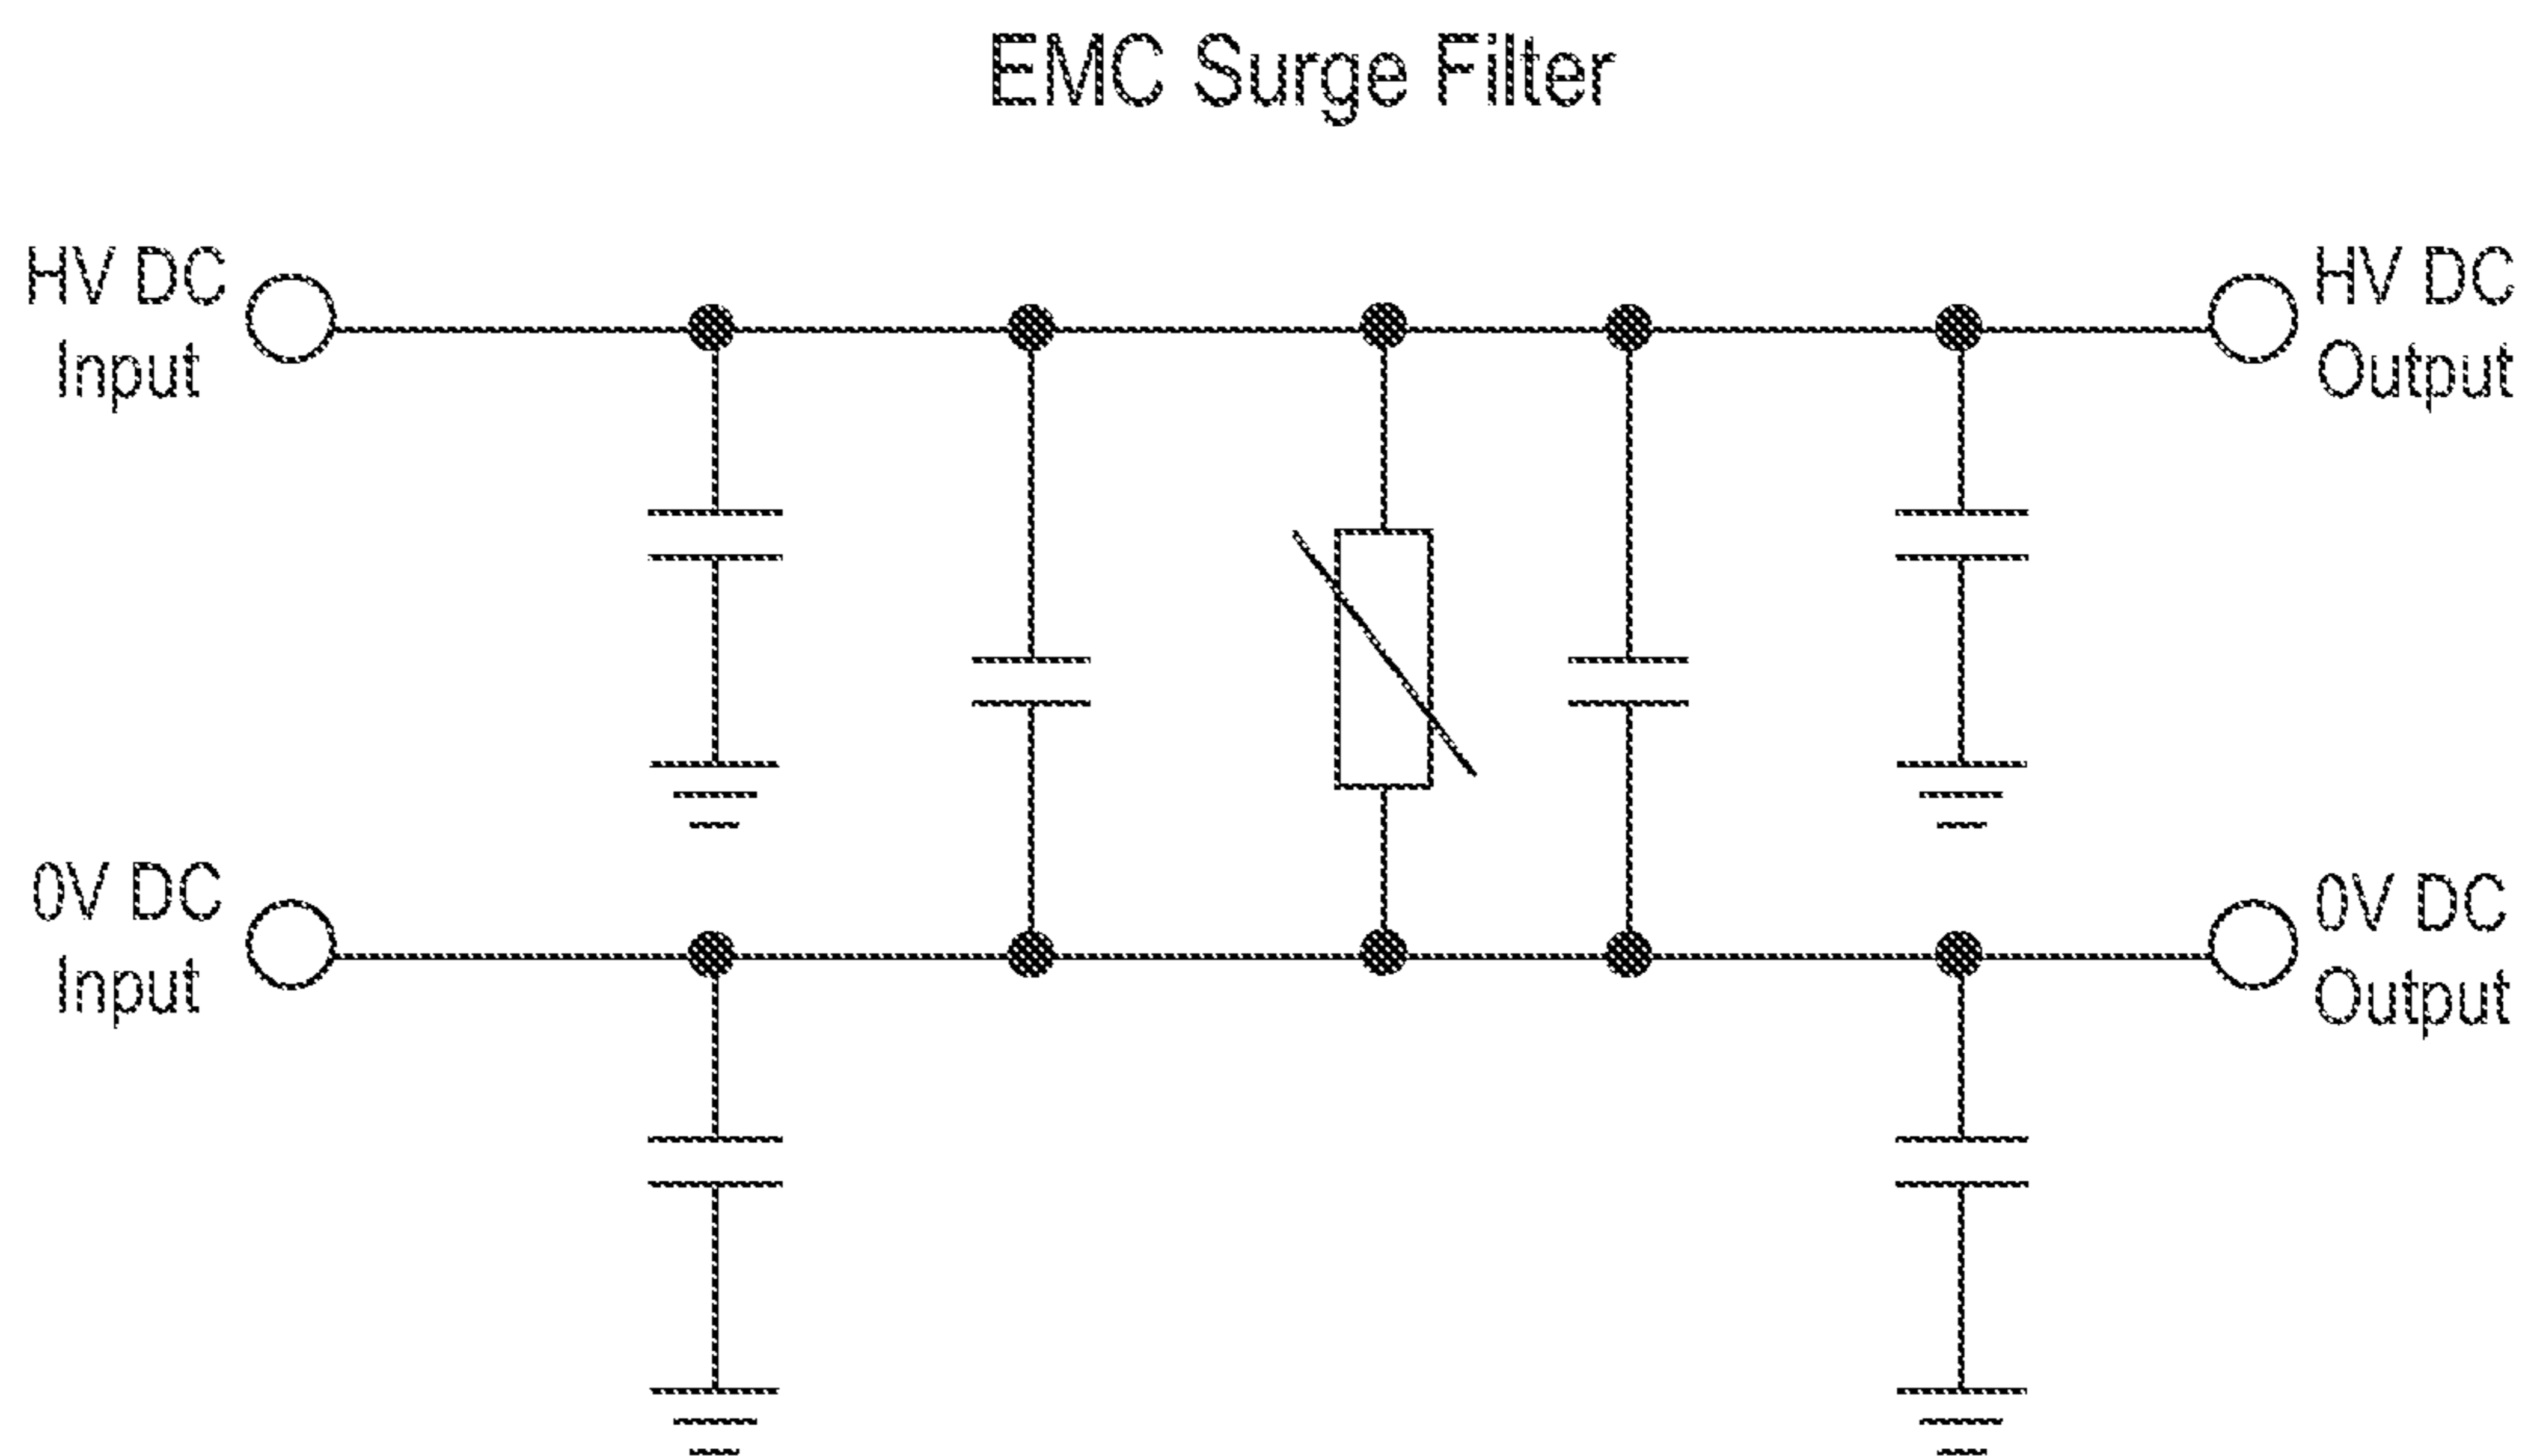 EMC Surge Filter
HV DC
Input
HV DC
Output
0V DC
Input
0V DC
Output